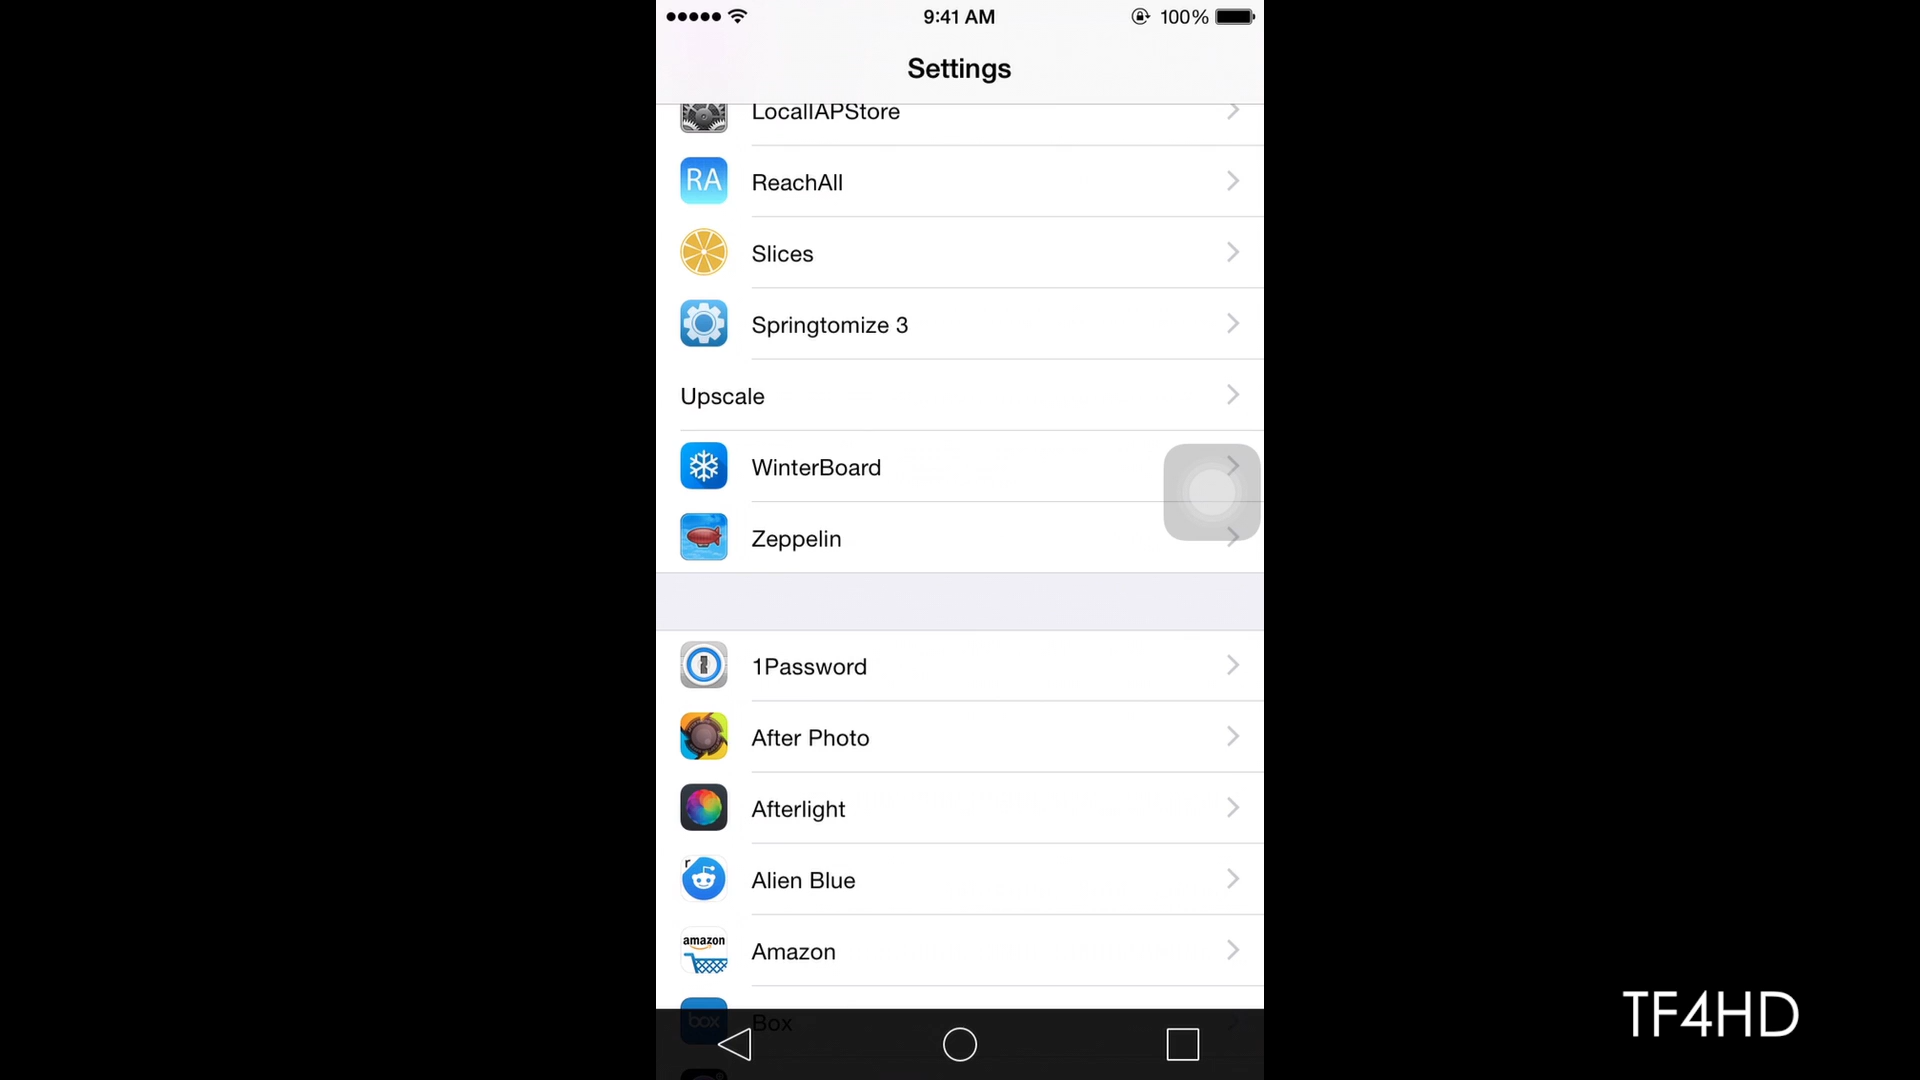 9:41 AM
100%
Settings
LocalIAPStore
RA
ReachAll
Slices
Springtomize 3
Upscale
WinterBoard
Zeppelin
1Password
After Photo
Afterlight
r
Alien Blue
amazon
Amazon
box
Box
TF4HD